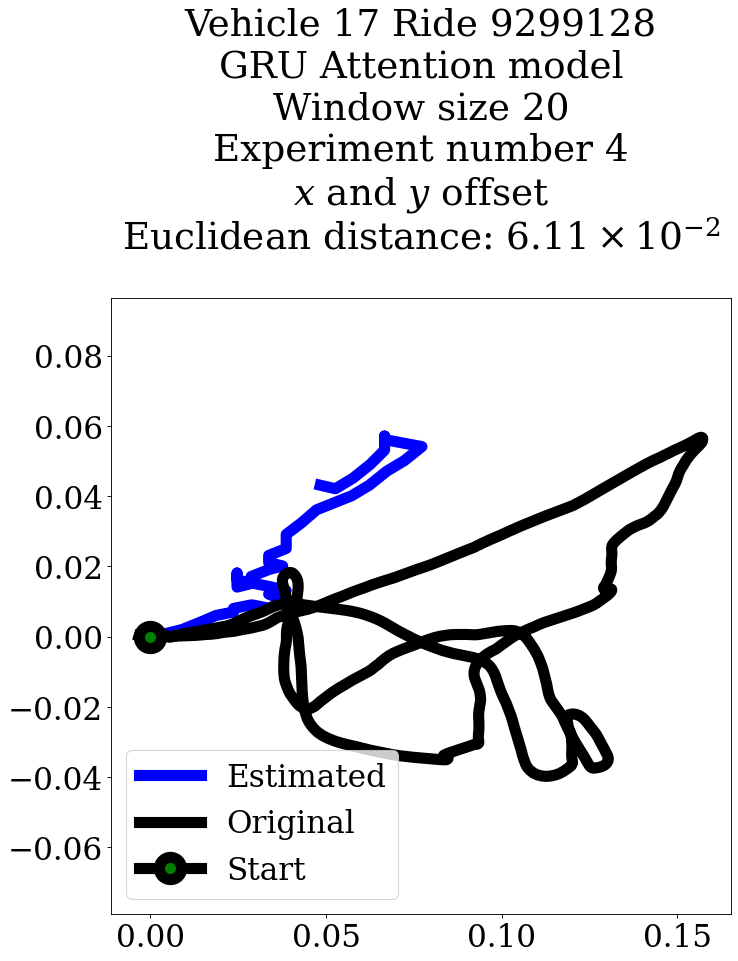 Vehicle 17 Ride 9299128
GRU Attention model
Window size 20
Experiment number 4
x and y offset
Euclidean distance: 6.11 × 10⁻²
0.08
0.06
0.04
0.02
0.00
−0.02
−0.04
−0.06
Estimated
Original
Start
0.00 0.05 0.10 0.15